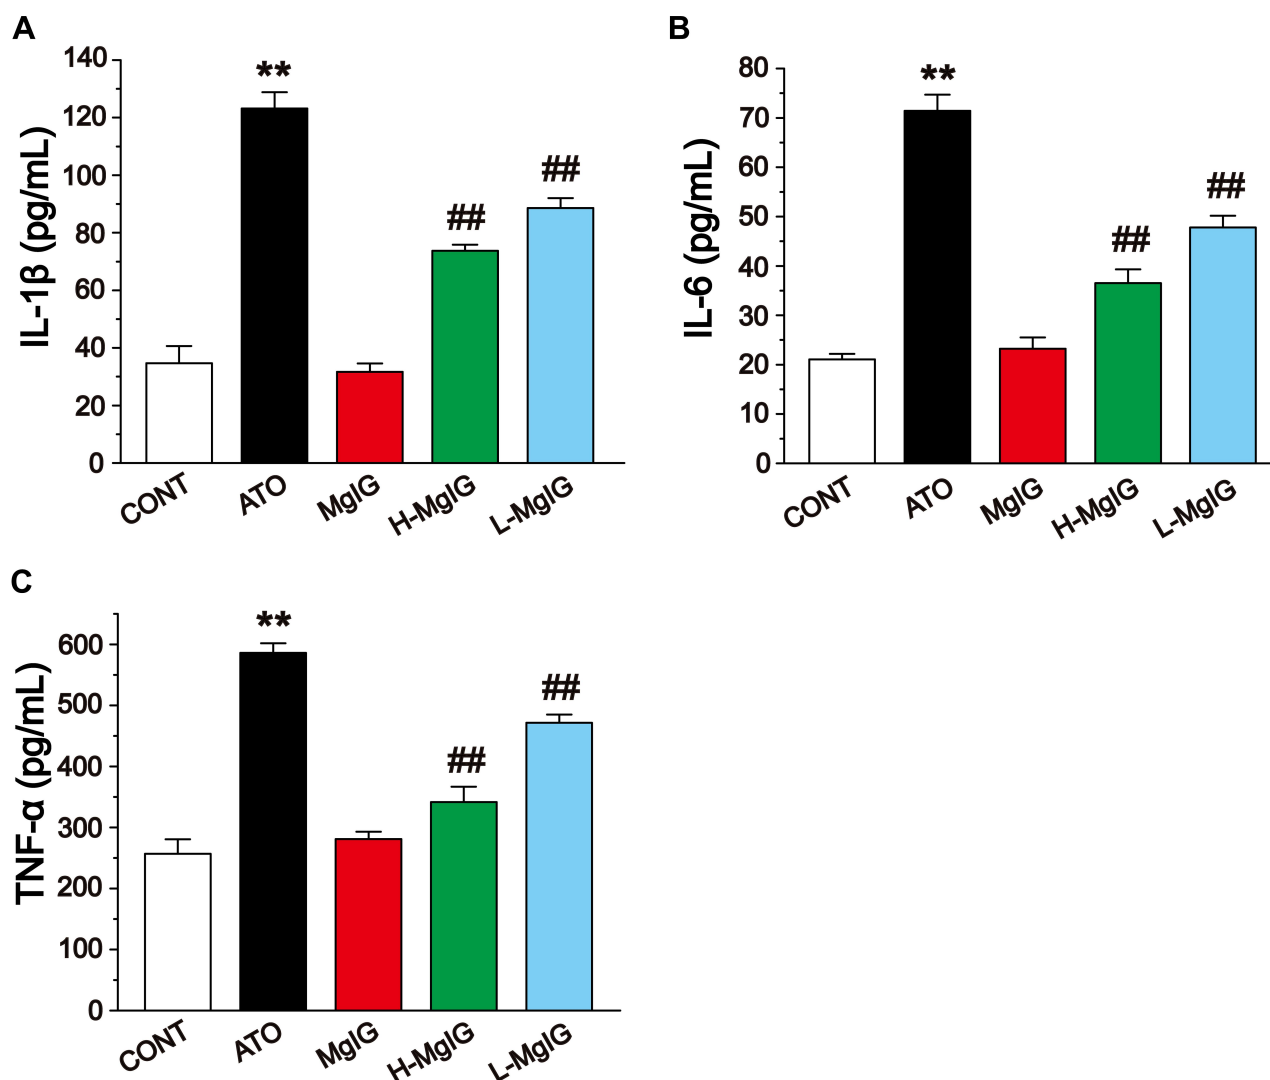 A
IL-1β (pg/mL)
140
120
100
80
60
40
20
0
**
##
##
CONT
ATO
MgIG
H-MgIG
L-MgIG
B
IL-6 (pg/mL)
80
70
60
50
40
30
20
10
0
**
##
##
CONT
ATO
MgIG
H-MgIG
L-MgIG
C
TNF-α (pg/mL)
600
500
400
300
200
100
0
**
##
##
CONT
ATO
MgIG
H-MgIG
L-MgIG